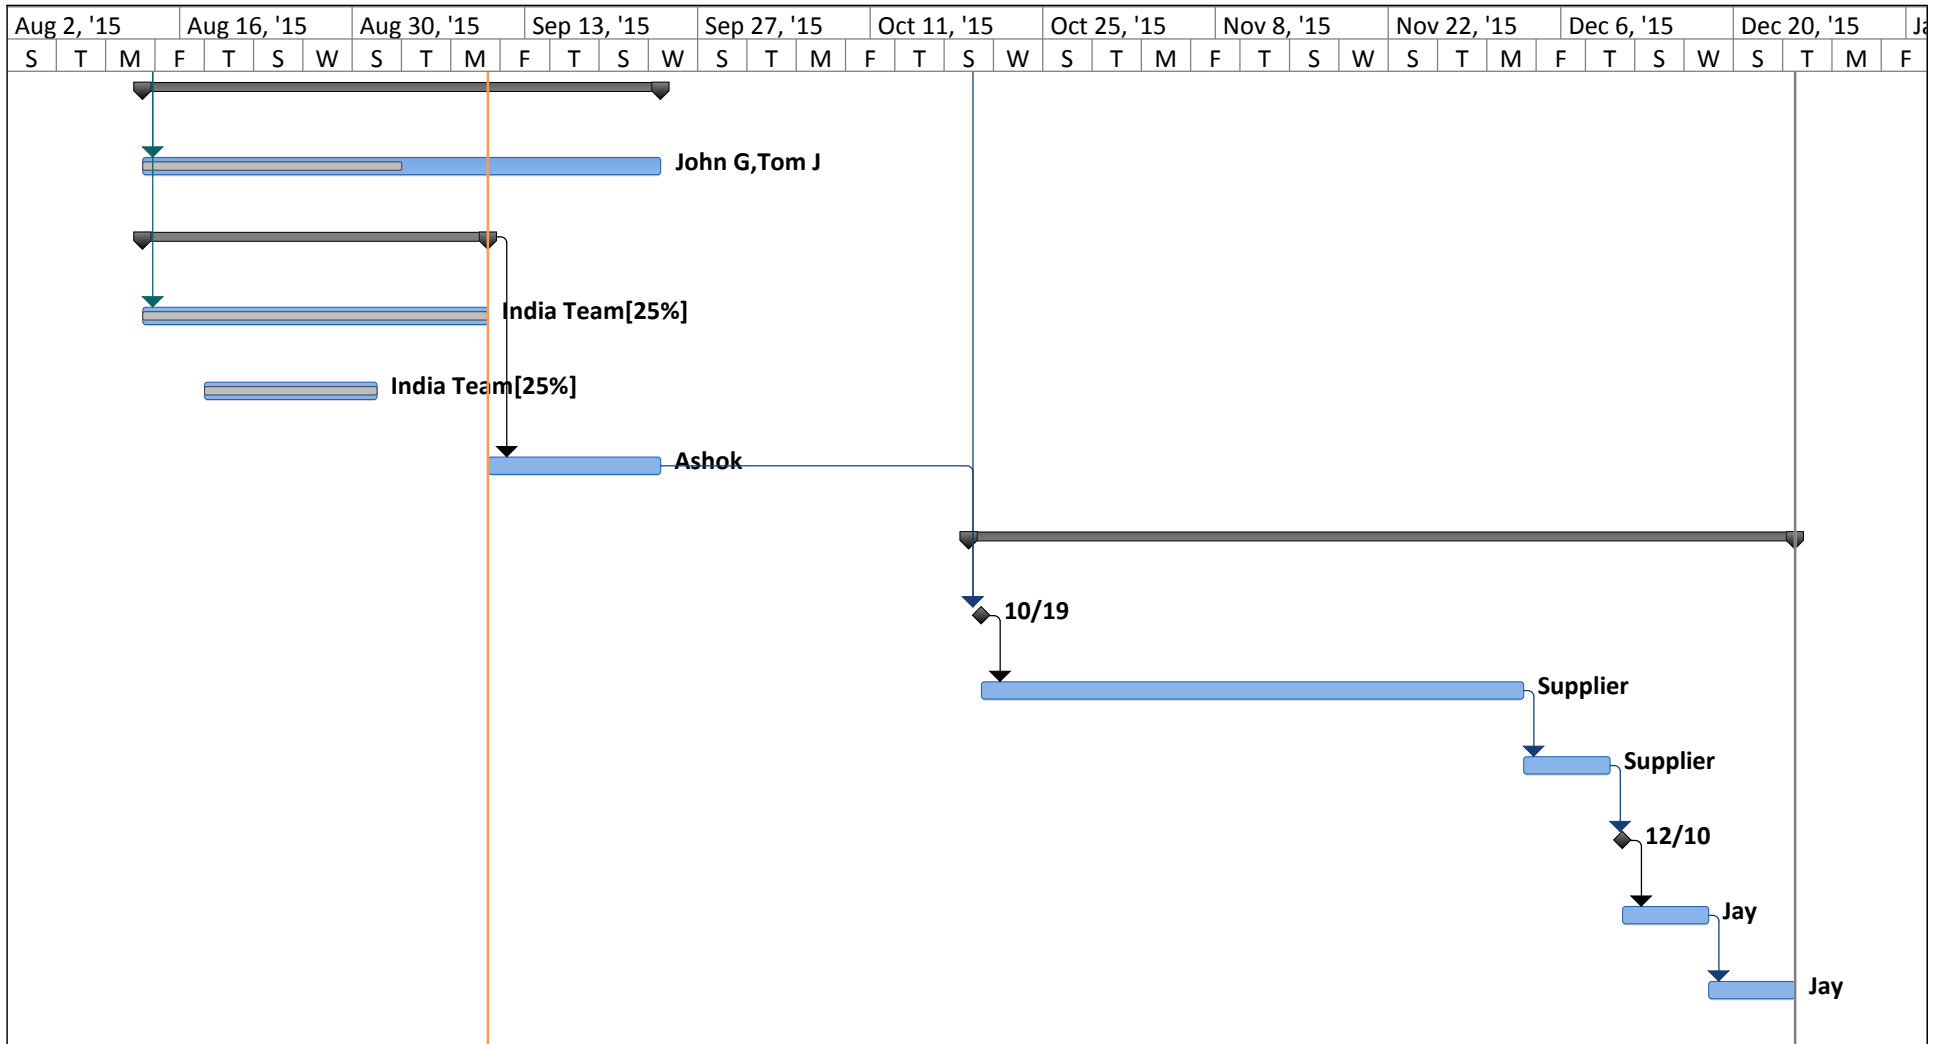 Aug 2, '15 Aug 16, '15 Aug 30, '15 Sep 13, '15 Sep 27, '15 Oct 11, '15 Oct 25, '15 Nov 8, '15 Nov 22, '15 Dec 6, '15 Dec 20, '15 Ja
S T M F T S W S T M F T S W S T M F T S W S T M F T S W S T M F T S W S T M F
John G,Tom J
India Team[25%]
India Team[25%]
Ashok
10/19
Supplier
Supplier
12/10
Jay
Jay